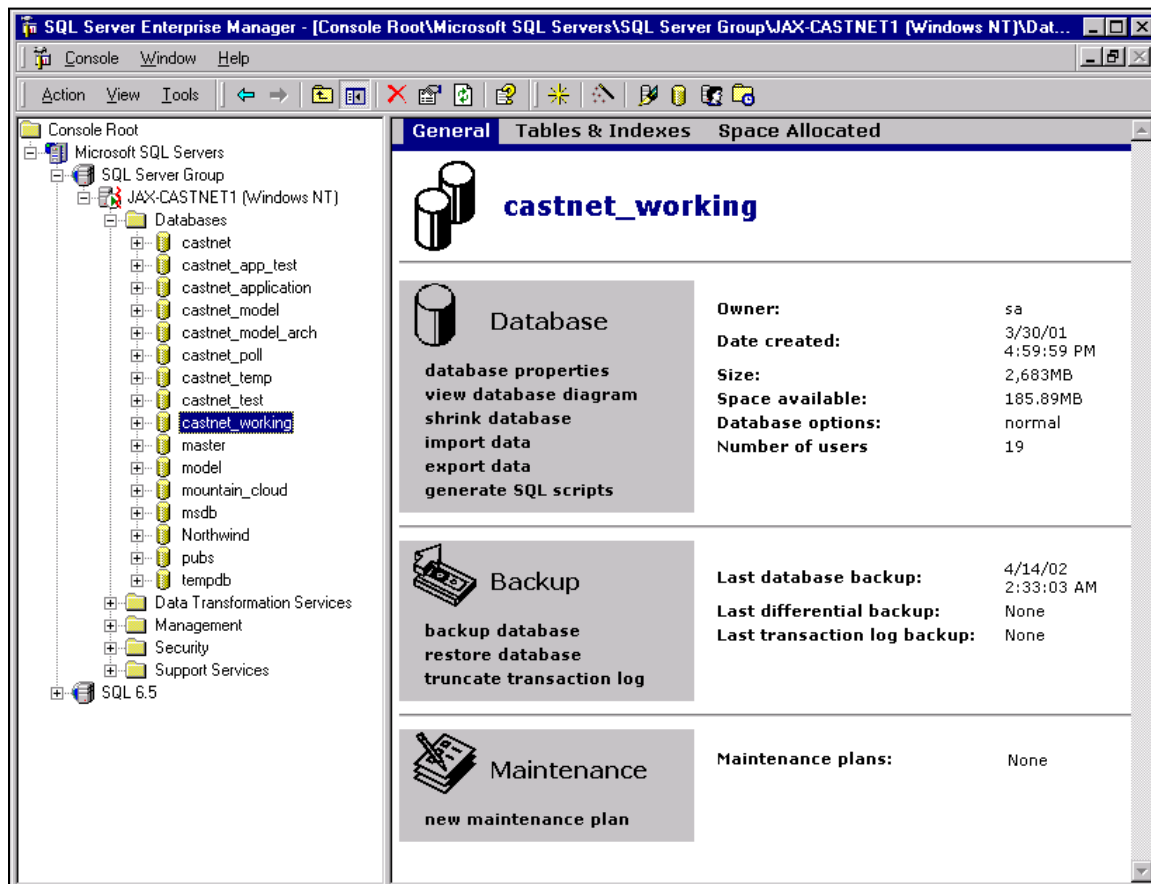 SQL Server Enterprise Manager - [Console Root\Microsoft SQL Servers\SQL Server Group\JAX-CASTNET1 (Windows NT)\Dat...
Console Window Help
Action View Tools
Console Root
Microsoft SQL Servers
SQL Server Group
JAX-CASTNET1 (Windows NT)
Databases
castnet
castnet_app_test
castnet_application
castnet_model
castnet_model_arch
castnet_poll
castnet_temp
castnet_test
castnet_working
master
model
mountain_cloud
msdb
Northwind
pubs
tempdb
Data Transformation Services
Management
Security
Support Services
SQL 6.5
General Tables & Indexes Space Allocated
castnet_working
Database
database properties
view database diagram
shrink database
import data
export data
generate SQL scripts
Owner: sa
Date created: 3/30/01
4:59:59 PM
Size: 2,683MB
Space available: 185.89MB
Database options: normal
Number of users 19
Backup
backup database
restore database
truncate transaction log
Last database backup: 4/14/02
2:33:03 AM
Last differential backup: None
Last transaction log backup: None
Maintenance
new maintenance plan
Maintenance plans: None